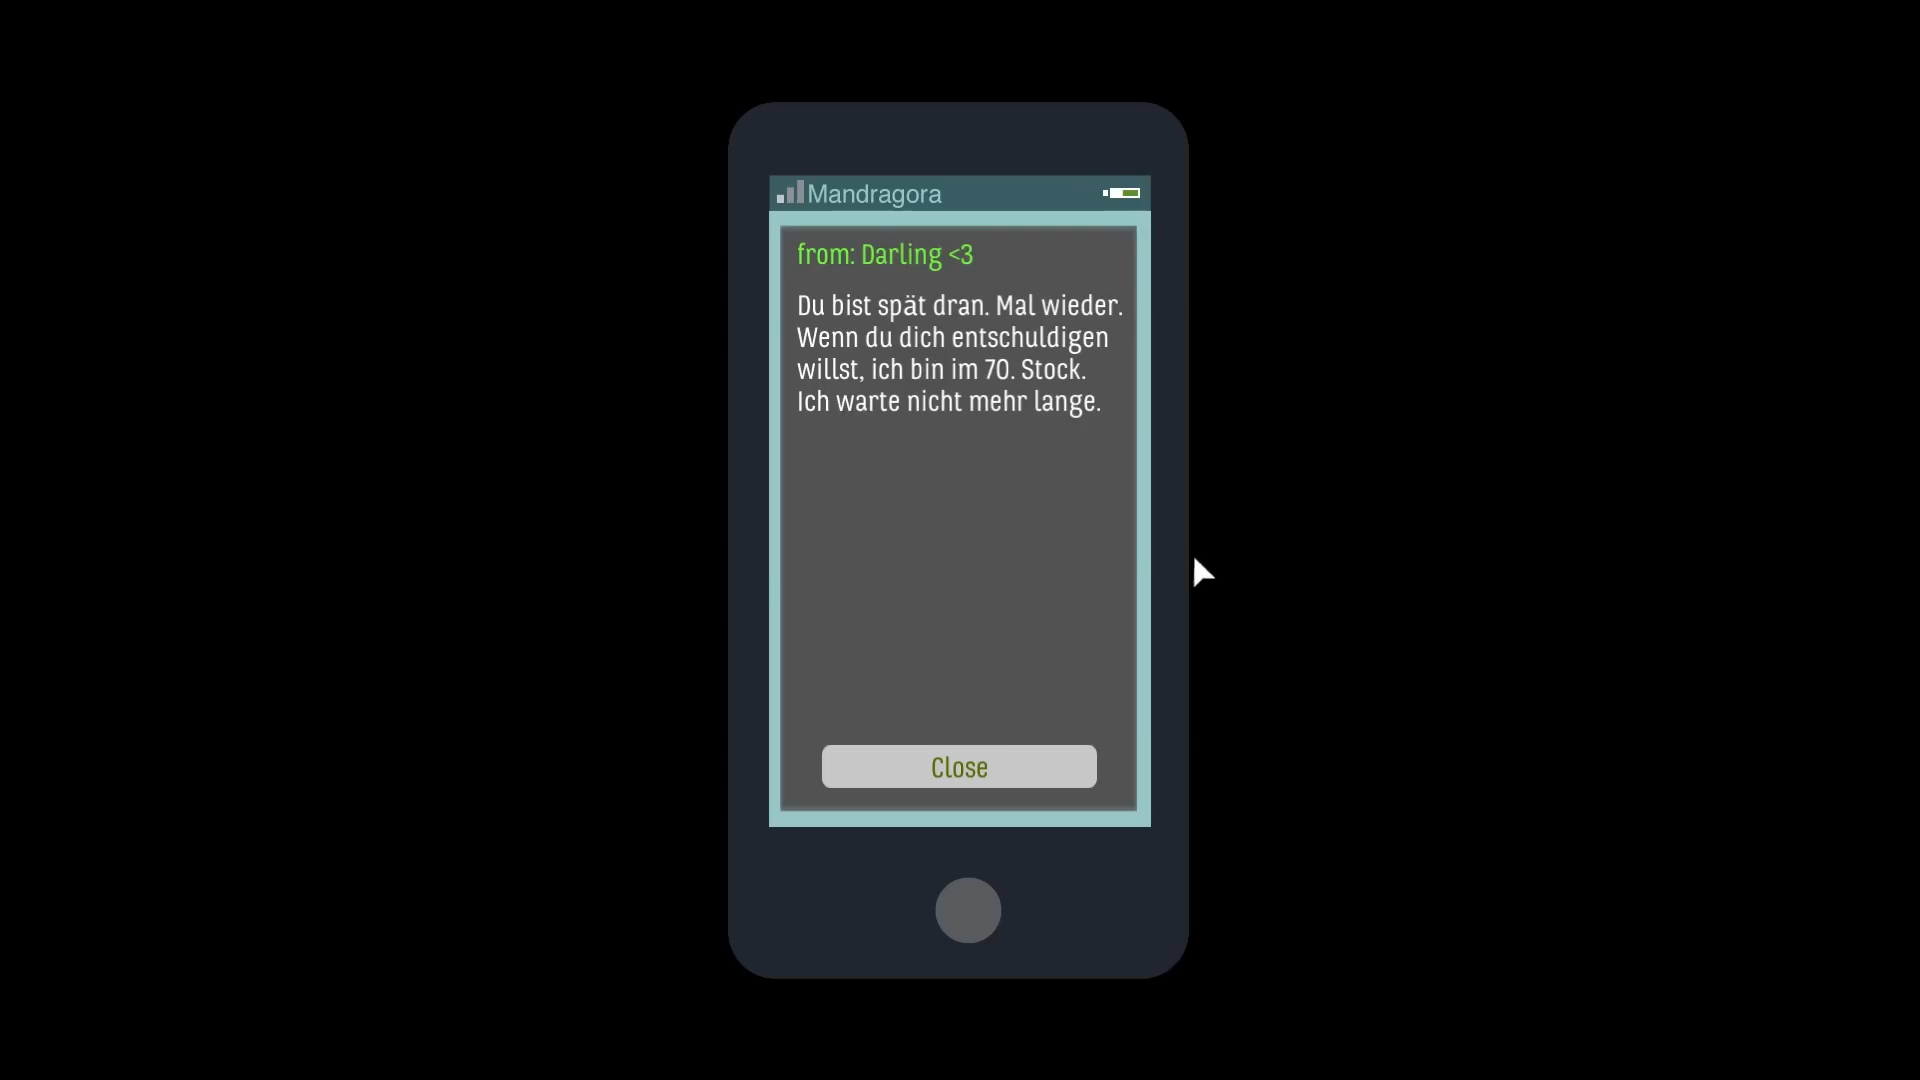 Mandragora
from: Darling <3
Du bist spät dran. Mal wieder.
Wenn du dich entschuldigen
willst, ich bin im 70. Stock.
Ich warte nicht mehr lange.
Close